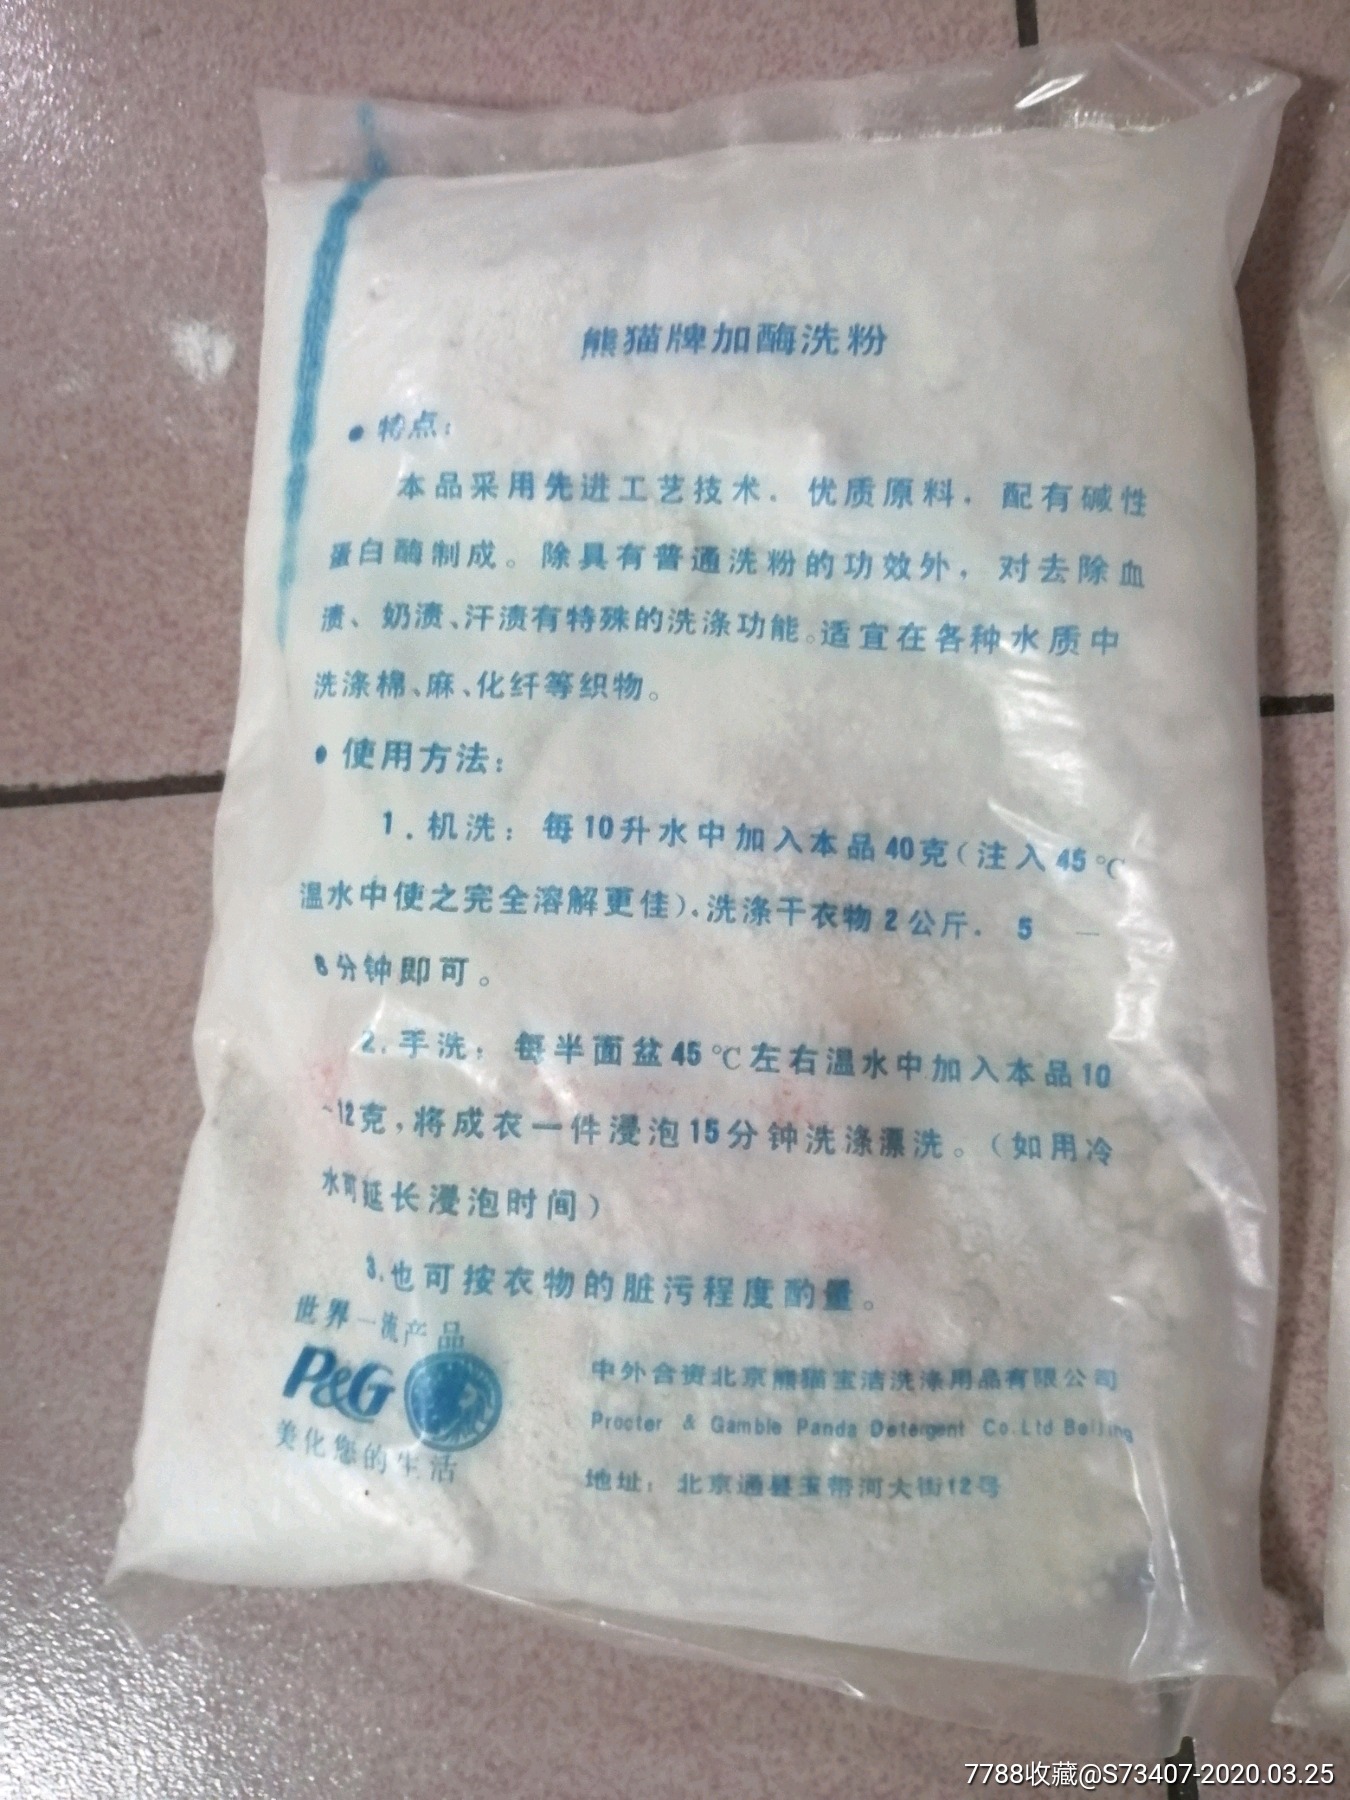 熊猫牌加酶洗粉
● 特点：
本品采用先进工艺技术．优质原料，配有碱性
蛋白酶制成。除具有普通洗粉的功效外，对去除血
渍、奶渍、汗渍有特殊的洗涤功能。适宜在各种水质中
洗涤棉、麻、化纤等织物。
● 使用方法：
1．机洗：每10升水中加入本品40克（注入45℃
温水中使之完全溶解更佳）．洗涤干衣物2公斤．5—
8分钟即可。
2．手洗：每半面盆45℃左右温水中加入本品10
~12克，将成衣一件浸泡15分钟洗涤漂洗。（如用冷
水可延长浸泡时间）
3．也可按衣物的脏污程度酌量。
世界一流产品
P&G
美化您的生活
中外合资北京熊猫宝洁洗涤用品有限公司
Procter & Gamble Panda Detergent Co.Ltd Beijing
地址：北京通县玉带河大街12号
7788收藏@S73407-2020.03.25